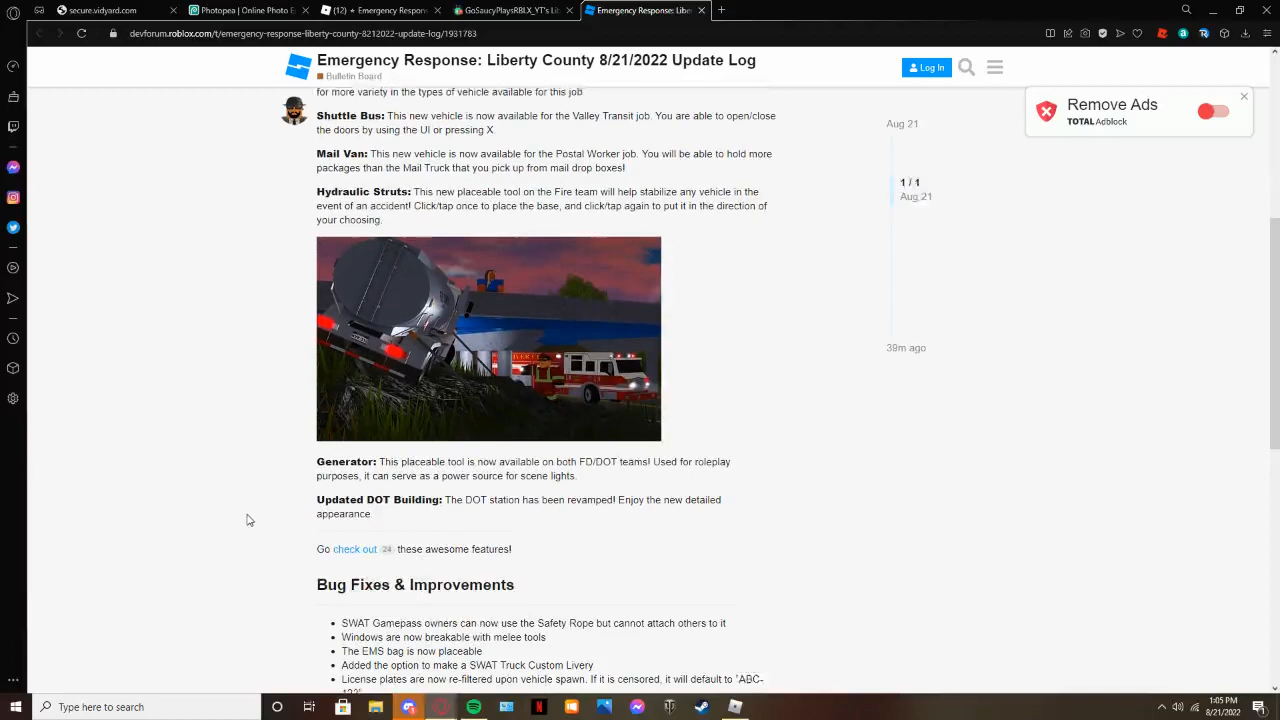 secure.vidyard.com
Photopea | Online Photo E
(12) ★ Emergency Response:
GoSaucyPlaysRBLX_YT's Li
Emergency Response: Libe
devforum.roblox.com/t/emergency-response-liberty-county-8212022-update-log/1931783
Emergency Response: Liberty County 8/21/2022 Update Log
Bulletin Board
Log In
Remove Ads
TOTAL Adblock
for more variety in the types of vehicle available for this job
Shuttle Bus: This new vehicle is now available for the Valley Transit job. You are able to open/close
the doors by using the UI or pressing X.
Mail Van: This new vehicle is now available for the Postal Worker job. You will be able to hold more
packages than the Mail Truck that you pick up from mail drop boxes!
Hydraulic Struts: This new placeable tool on the Fire team will help stabilize any vehicle in the
event of an accident! Click/tap once to place the base, and click/tap again to put it in the direction of
your choosing.
Aug 21
1 / 1
Aug 21
39m ago
Generator: This placeable tool is now available on both FD/DOT teams! Used for roleplay
purposes, it can serve as a power source for scene lights.
Updated DOT Building: The DOT station has been revamped! Enjoy the new detailed
appearance.
Go check out 24 these awesome features!
Bug Fixes & Improvements
SWAT Gamepass owners can now use the Safety Rope but cannot attach others to it
Windows are now breakable with melee tools
The EMS bag is now placeable
Added the option to make a SWAT Truck Custom Livery
License plates are now re-filtered upon vehicle spawn. If it is censored, it will default to "ABC-
123"
Type here to search
1:05 PM
8/21/2022